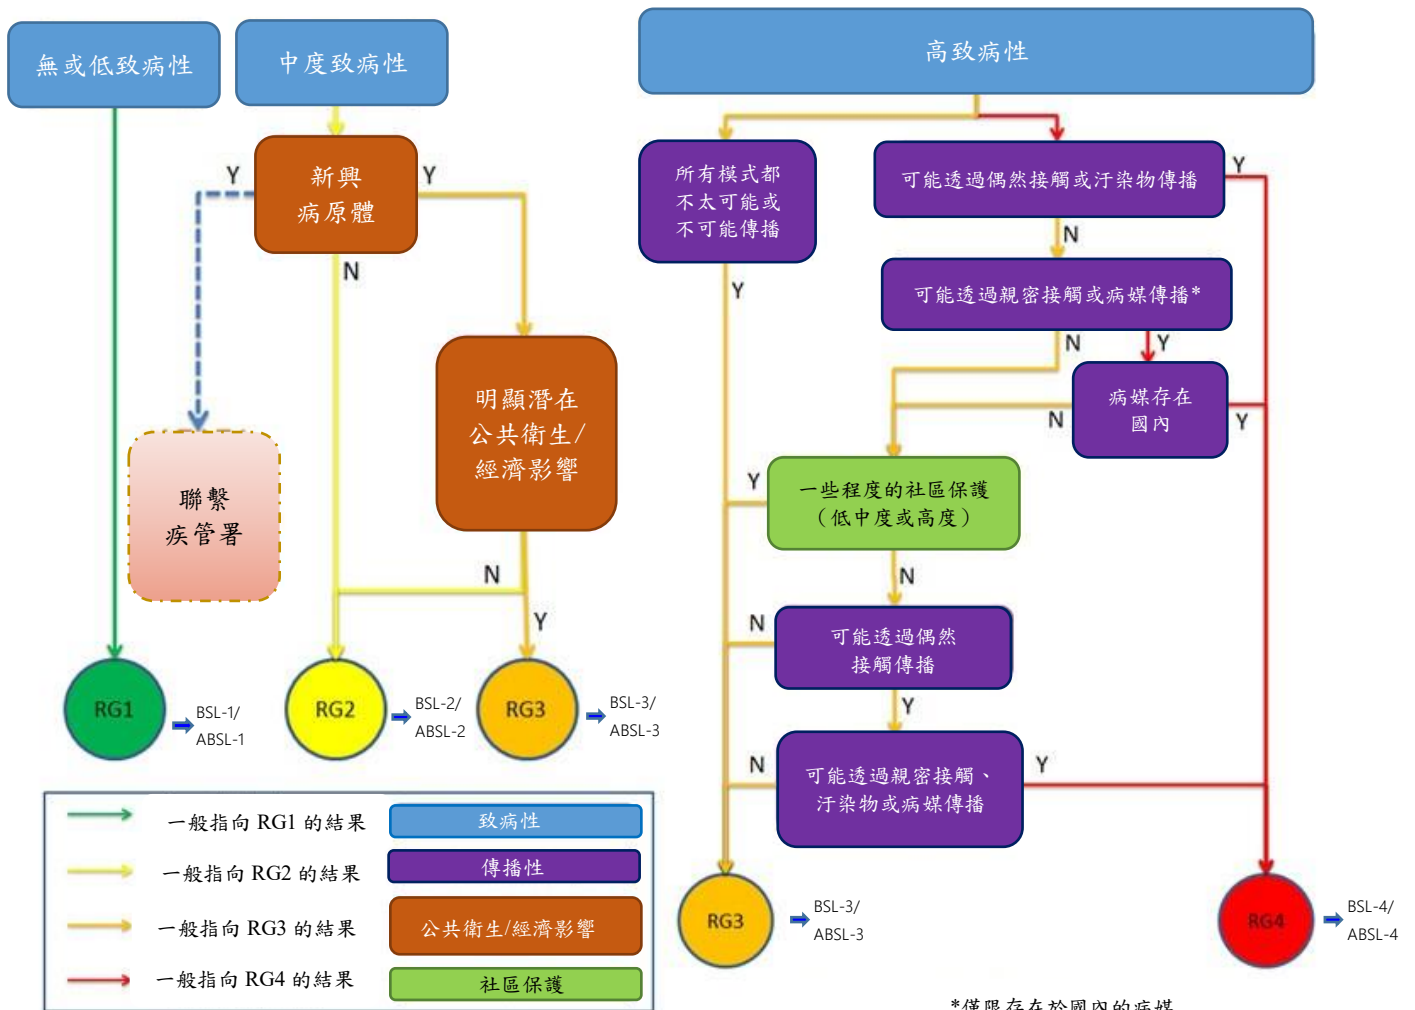 無或低致病性
中度致病性
高致病性
新興
病原體
Y
Y
N
所有模式都
不太可能或
不可能傳播
Y
可能透過偶然接觸或汙染物傳播
Y
N
可能透過親密接觸或病媒傳播*
N
Y
病媒存在
國內
N
Y
明顯潛在
公共衛生/
經濟影響
N
Y
聯繫
疾管署
一些程度的社區保護
（低中度或高度）
Y
N
可能透過偶然
接觸傳播
N
Y
可能透過親密接觸、
汙染物或病媒傳播
N
Y
RG1
BSL-1/
ABSL-1
RG2
BSL-2/
ABSL-2
RG3
BSL-3/
ABSL-3
RG3
BSL-3/
ABSL-3
RG4
BSL-4/
ABSL-4
一般指向 RG1 的結果
致病性
一般指向 RG2 的結果
傳播性
一般指向 RG3 的結果
公共衛生/經濟影響
一般指向 RG4 的結果
社區保護
*僅限存在於國內的病媒